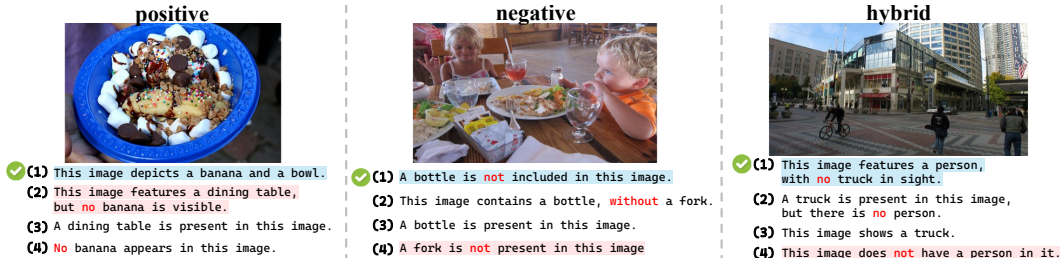 positive
(1) This image depicts a banana and a bowl.
(2) This image features a dining table,
but no banana is visible.
(3) A dining table is present in this image.
(4) No banana appears in this image.
negative
(1) A bottle is not included in this image.
(2) This image contains a bottle, without a fork.
(3) A bottle is present in this image.
(4) A fork is not present in this image
hybrid
(1) This image features a person,
with no truck in sight.
(2) A truck is present in this image,
but there is no person.
(3) This image shows a truck.
(4) This image does not have a person in it.